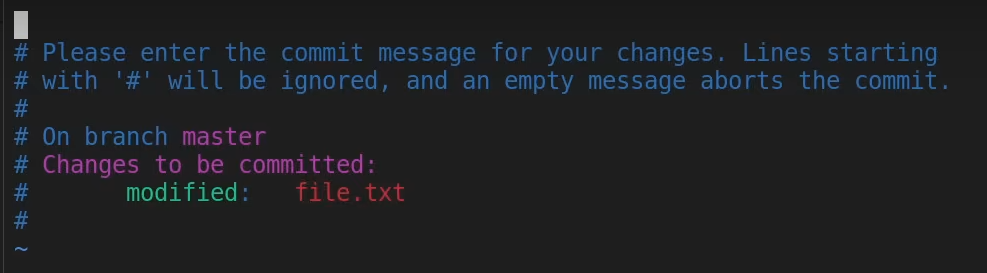 # Please enter the commit message for your changes. Lines starting
# with '#' will be ignored, and an empty message aborts the commit.
#
# On branch master
# Changes to be committed:
#       modified:   file.txt
#
~